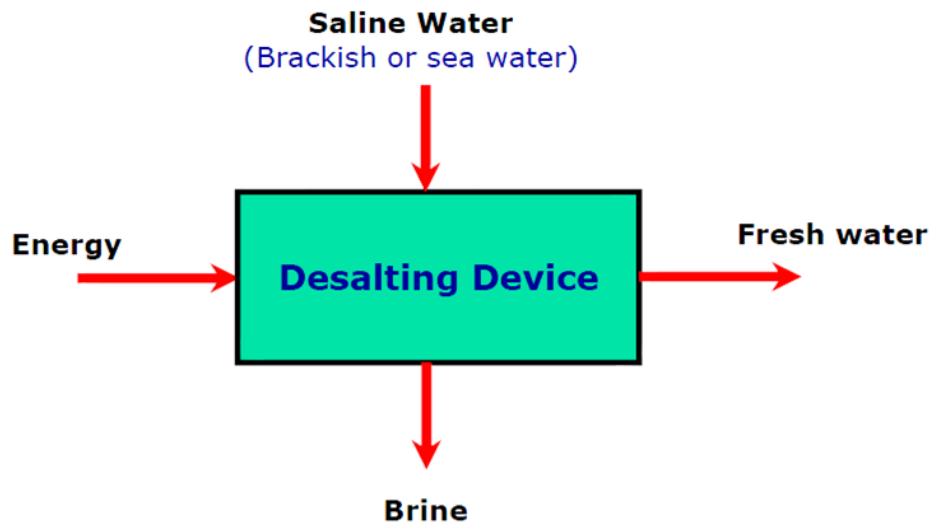 Saline Water
(Brackish or sea water)
Energy
Fresh water
Desalting Device
Brine